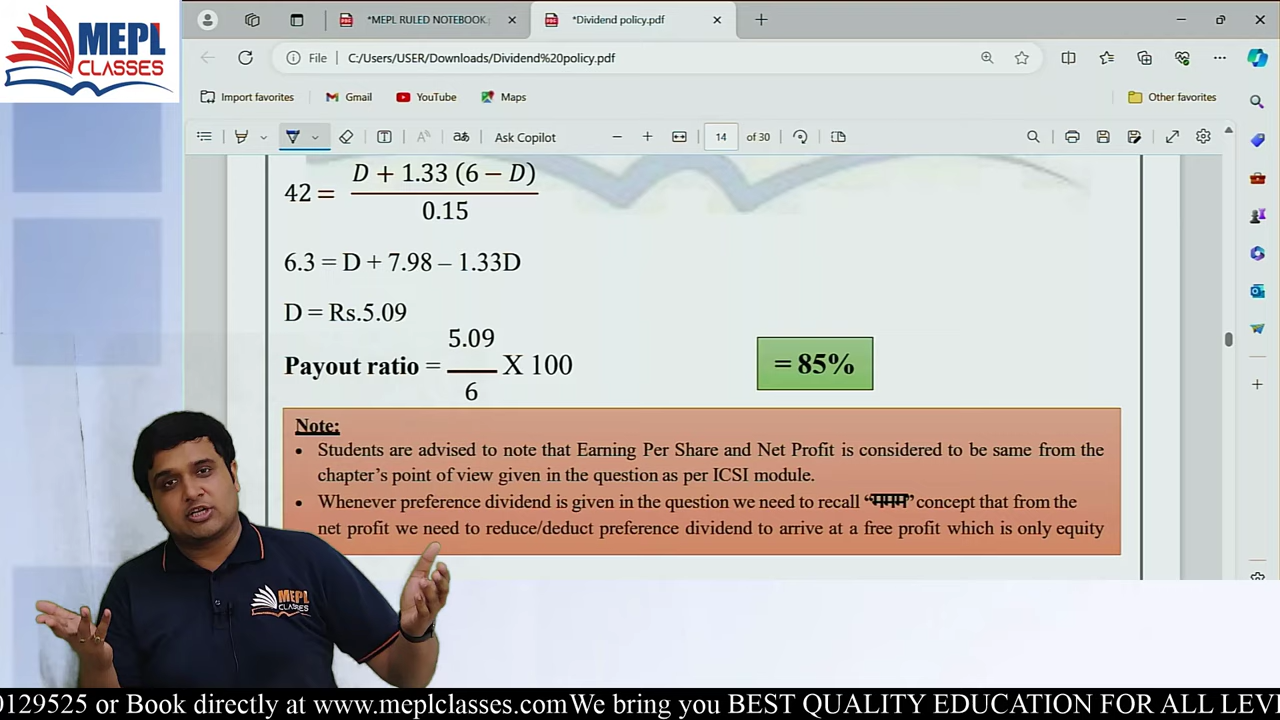 MEPL
CLASSES
*MEPL RULED NOTEBOOK
*Dividend policy.pdf
File
C:/Users/USER/Downloads/Dividend%20policy.pdf
Import favorites
Gmail
YouTube
Maps
Other favorites
Ask Copilot
14
of 30
42 = D + 1.33 (6 − D)
0.15
6.3 = D + 7.98 – 1.33D
D = Rs.5.09
Payout ratio = 5.09
6
X 100
= 85%
Note:
• Students are advised to note that Earning Per Share and Net Profit is considered to be same from the
chapter's point of view given in the question as per ICSI module.
• Whenever preference dividend is given in the question we need to recall " " concept that from the
net profit we need to reduce/deduct preference dividend to arrive at a free profit which is only equity
MEPL
CLASSES
0129525 or Book directly at www.meplclasses.com We bring you BEST QUALITY EDUCATION FOR ALL LEVE